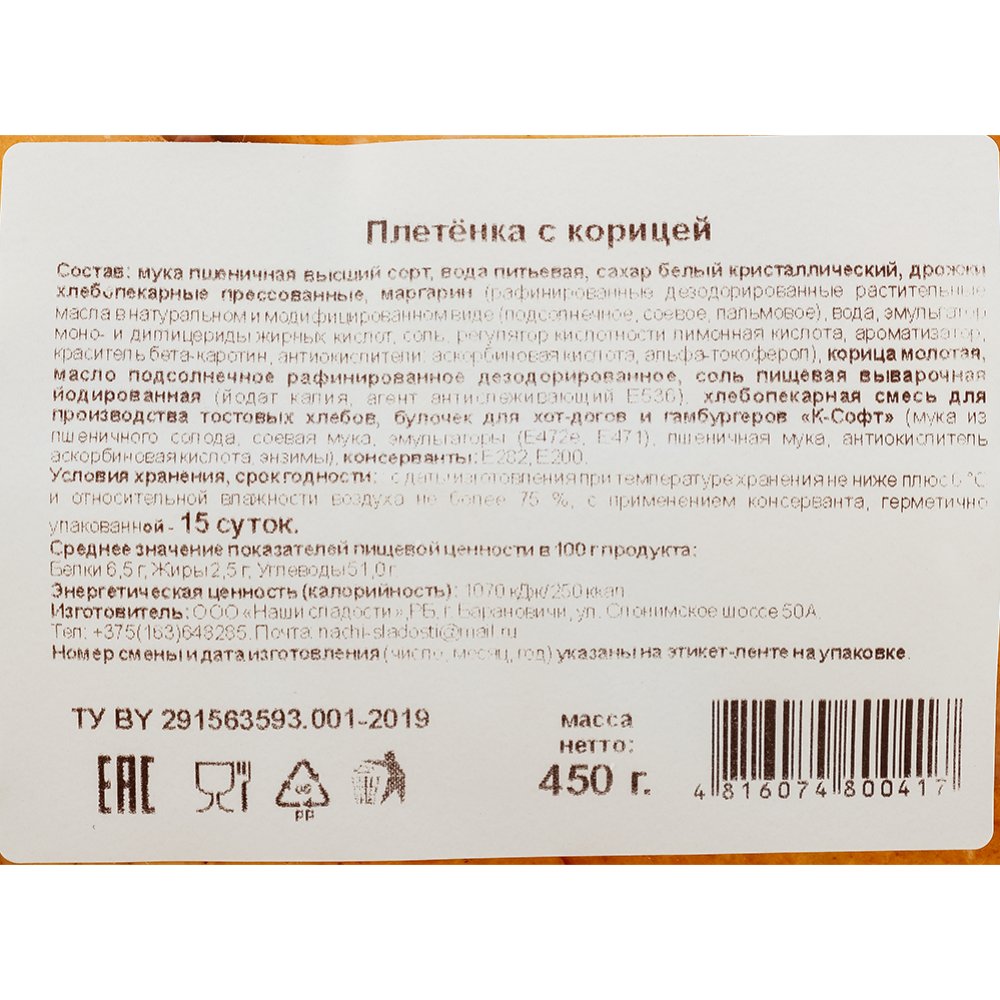 Плетёнка с корицей
Состав: мука пшеничная высший сорт, вода питьевая, сахар белый кристаллический, дрожжи
хлебопекарные прессованные, маргарин (рафинированные дезодорированные растительные
масла в натуральном и модифицированном виде (подсолнечное, соевое, пальмовое), вода, эмульгатор
моно- и диглицериды жирных кислот, соль, регулятор кислотности лимонная кислота, ароматизатор,
краситель бета-каротин, антиокислители: аскорбиновая кислота, альфа-токоферол), корица молотая,
масло подсолнечное рафинированное дезодорированное, соль пищевая выварочная
йодированная (йодат калия, агент антислеживающий Е536), хлебопекарная смесь для
производства тостовых хлебов, булочек для хот-догов и гамбургеров «К-Софт» (мука из
пшеничного солода, соевая мука, эмульгаторы (Е472е, Е471), пшеничная мука, антиокислитель
аскорбиновая кислота, энзимы), консерванты: Е282, Е200.
Условия хранения, срок годности: с даты изготовления при температуре хранения не ниже плюс 6 °С
и относительной влажности воздуха не более 75 %, с применением консерванта, герметично
упакованной - 15 суток.
Среднее значение показателей пищевой ценности в 100 г продукта:
Белки 6,5 г, Жиры 2,5 г, Углеводы 51,0 г.
Энергетическая ценность (калорийность): 1070 кДж/250 ккал
Изготовитель: ООО «Наши сладости», РБ, г. Барановичи, ул. Слонимское шоссе 50А.
Тел: +375(163)648285. Почта: nachi-sladosti@mail.ru
Номер смены и дата изготовления (число, месяц, год) указаны на этикет-ленте на упаковке.
ТУ BY 291563593.001-2019
масса
нетто:
450 г.
ЕАС
PP
4 816074 800417